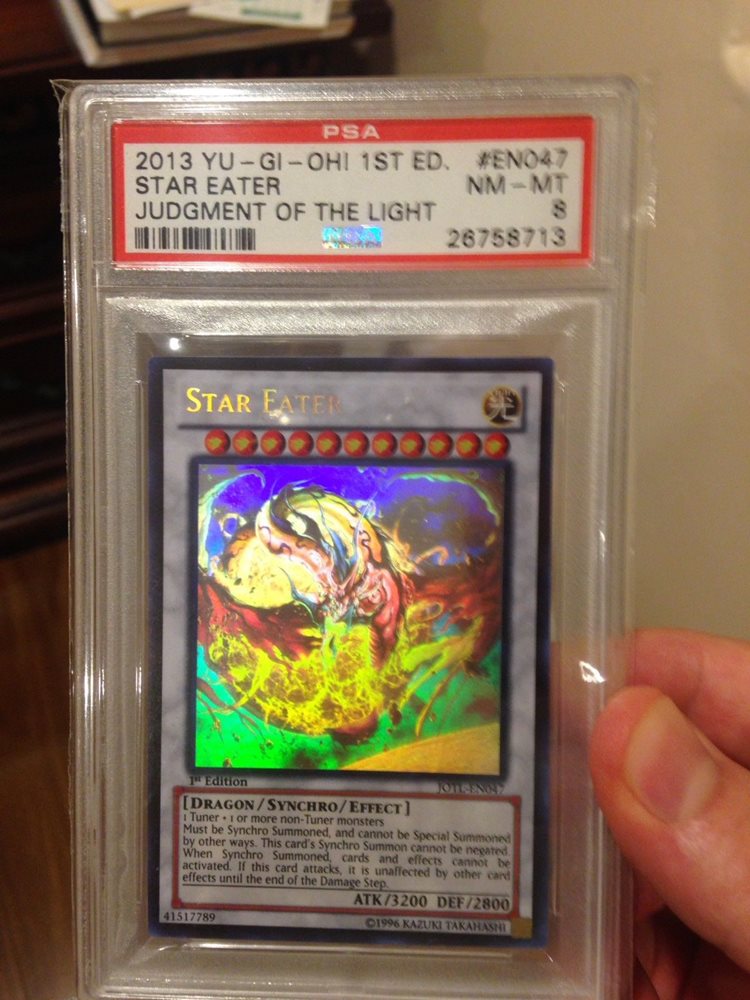 PSA
2013 YU-GI-OH! 1ST ED. #EN047
STAR EATER NM-MT
JUDGMENT OF THE LIGHT 8
26758713
STAR EATER
光
1st Edition JOTL-EN047
[DRAGON/SYNCHRO/EFFECT]
1 Tuner + 1 or more non-Tuner monsters
Must be Synchro Summoned, and cannot be Special Summoned
by other ways. This card's Synchro Summon cannot be negated.
When Synchro Summoned, cards and effects cannot be
activated. If this card attacks, it is unaffected by other card
effects until the end of the Damage Step.
ATK/3200 DEF/2800
41517789 ©1996 KAZUKI TAKAHASHI